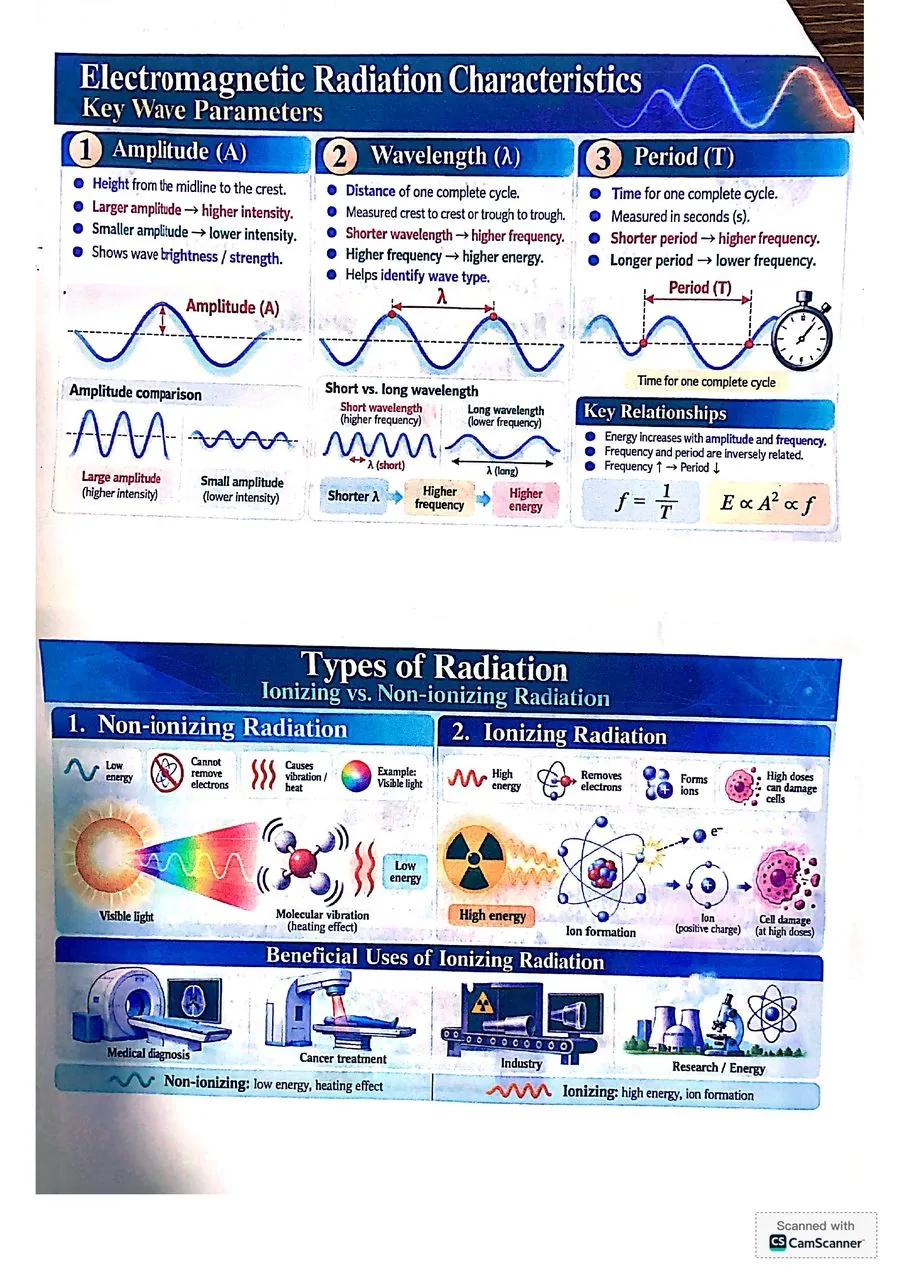 Electromagnetic Radiation Characteristics
Key Wave Parameters
1 Amplitude (A)
Height from the midline to the crest.
Larger amplitude → higher intensity.
Smaller amplitude → lower intensity.
Shows wave brightness / strength.
Amplitude (A)
Amplitude comparison
Large amplitude
(higher intensity)
Small amplitude
(lower intensity)
2 Wavelength (λ)
Distance of one complete cycle.
Measured crest to crest or trough to trough.
Shorter wavelength → higher frequency.
Higher frequency → higher energy.
Helps identify wave type.
λ
Short vs. long wavelength
Short wavelength
(higher frequency)
λ (short)
Long wavelength
(lower frequency)
λ (long)
Shorter λ
Higher
frequency
Higher
energy
3 Period (T)
Time for one complete cycle.
Measured in seconds (s).
Shorter period → higher frequency.
Longer period → lower frequency.
Period (T)
Time for one complete cycle
Key Relationships
Energy increases with amplitude and frequency.
Frequency and period are inversely related.
Frequency ↑ → Period ↓
f = 1/T
E ∝ A² ∝ f
Types of Radiation
Ionizing vs. Non-ionizing Radiation
1. Non-ionizing Radiation
Low
energy
Cannot
remove
electrons
Causes
vibration /
heat
Example:
Visible light
Visible light
Molecular vibration
(heating effect)
Low
energy
2. Ionizing Radiation
High
energy
Removes
electrons
Forms
ions
High doses
can damage
cells
High energy
Ion formation
e⁻
Ion
(positive charge)
Cell damage
(at high doses)
Beneficial Uses of Ionizing Radiation
Medical diagnosis
Cancer treatment
Industry
Research / Energy
Non-ionizing: low energy, heating effect
Ionizing: high energy, ion formation
Scanned with
CS CamScanner